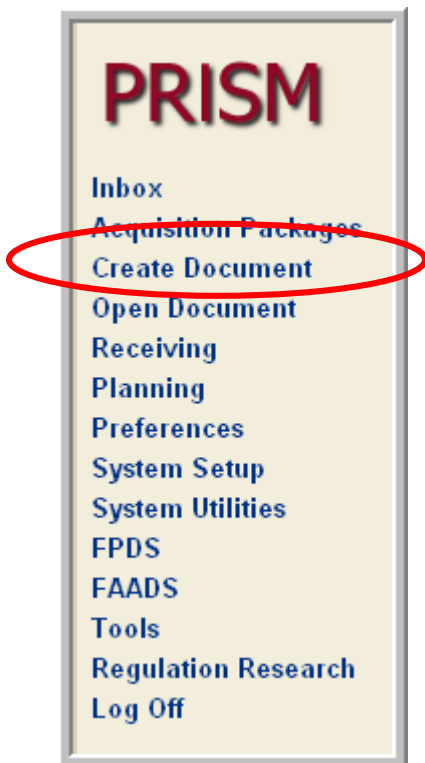 PRISM
Inbox
Acquisition Packages
Create Document
Open Document
Receiving
Planning
Preferences
System Setup
System Utilities
FPDS
FAADS
Tools
Regulation Research
Log Off